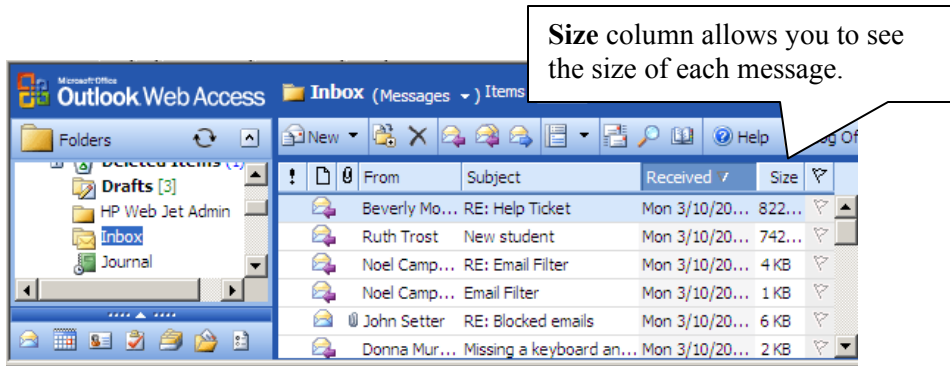 Size column allows you to see
the size of each message.
Microsoft Office
Outlook Web Access
Inbox (Messages ) Items
Folders
New
Help
Log Of
Deleted Items (1)
Drafts [3]
HP Web Jet Admin
Inbox
Journal
! From Subject Received Size
Beverly Mo... RE: Help Ticket Mon 3/10/20... 822...
Ruth Trost New student Mon 3/10/20... 742...
Noel Camp... RE: Email Filter Mon 3/10/20... 4 KB
Noel Camp... Email Filter Mon 3/10/20... 1 KB
John Setter RE: Blocked emails Mon 3/10/20... 6 KB
Donna Mur... Missing a keyboard an... Mon 3/10/20... 2 KB